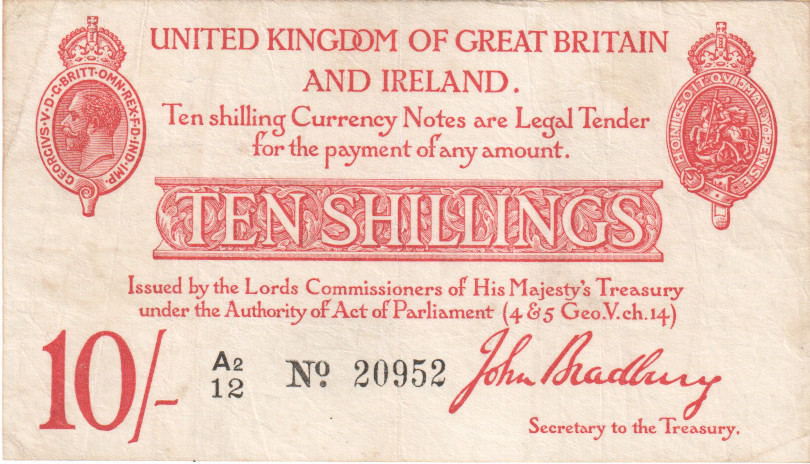 UNITED KINGDOM OF GREAT BRITAIN
AND IRELAND.
GEORGIVS·V·D·G·BRITT·OMN·REX·F·D·IND·IMP·
HONI·SOIT·QVI·MAL·Y·PENSE
Ten shilling Currency Notes are Legal Tender
for the payment of any amount.
TEN SHILLINGS
Issued by the Lords Commissioners of His Majesty's Treasury
under the Authority of Act of Parliament (4 & 5 Geo.V.ch.14)
10/-
A2
12
No 20952
John Bradbury
Secretary to the Treasury.